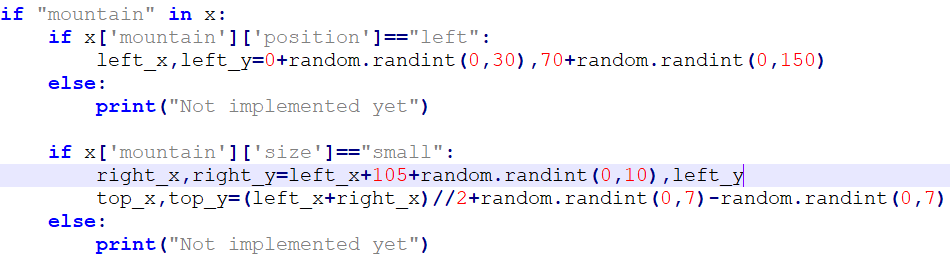 if "mountain" in x:
    if x['mountain']['position']=="left":
        left_x,left_y=0+random.randint(0,30),70+random.randint(0,150)
    else:
        print("Not implemented yet")

    if x['mountain']['size']=="small":
        right_x,right_y=left_x+105+random.randint(0,10),left_y
        top_x,top_y=(left_x+right_x)//2+random.randint(0,7)-random.randint(0,7)
    else:
        print("Not implemented yet")